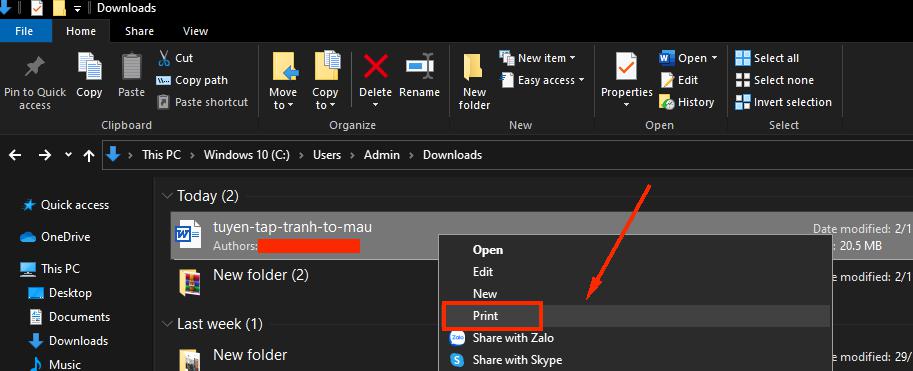 Downloads
File Home Share View
Pin to Quick access
Copy
Paste
Cut
Copy path
Paste shortcut
Clipboard
Move to
Copy to
Delete
Rename
Organize
New folder
New item
Easy access
New
Properties
Open
Edit
History
Open
Select all
Select none
Invert selection
Select
This PC > Windows 10 (C:) > Users > Admin > Downloads
Quick access
OneDrive
This PC
Desktop
Documents
Downloads
Music
Today (2)
tuyen-tap-tranh-to-mau
Authors:
Date modified: 2/1
20.5 MB
New folder (2)
modified: 2/1
Last week (1)
New folder
modified: 29/
Open
Edit
New
Print
Share with Zalo
Share with Skype